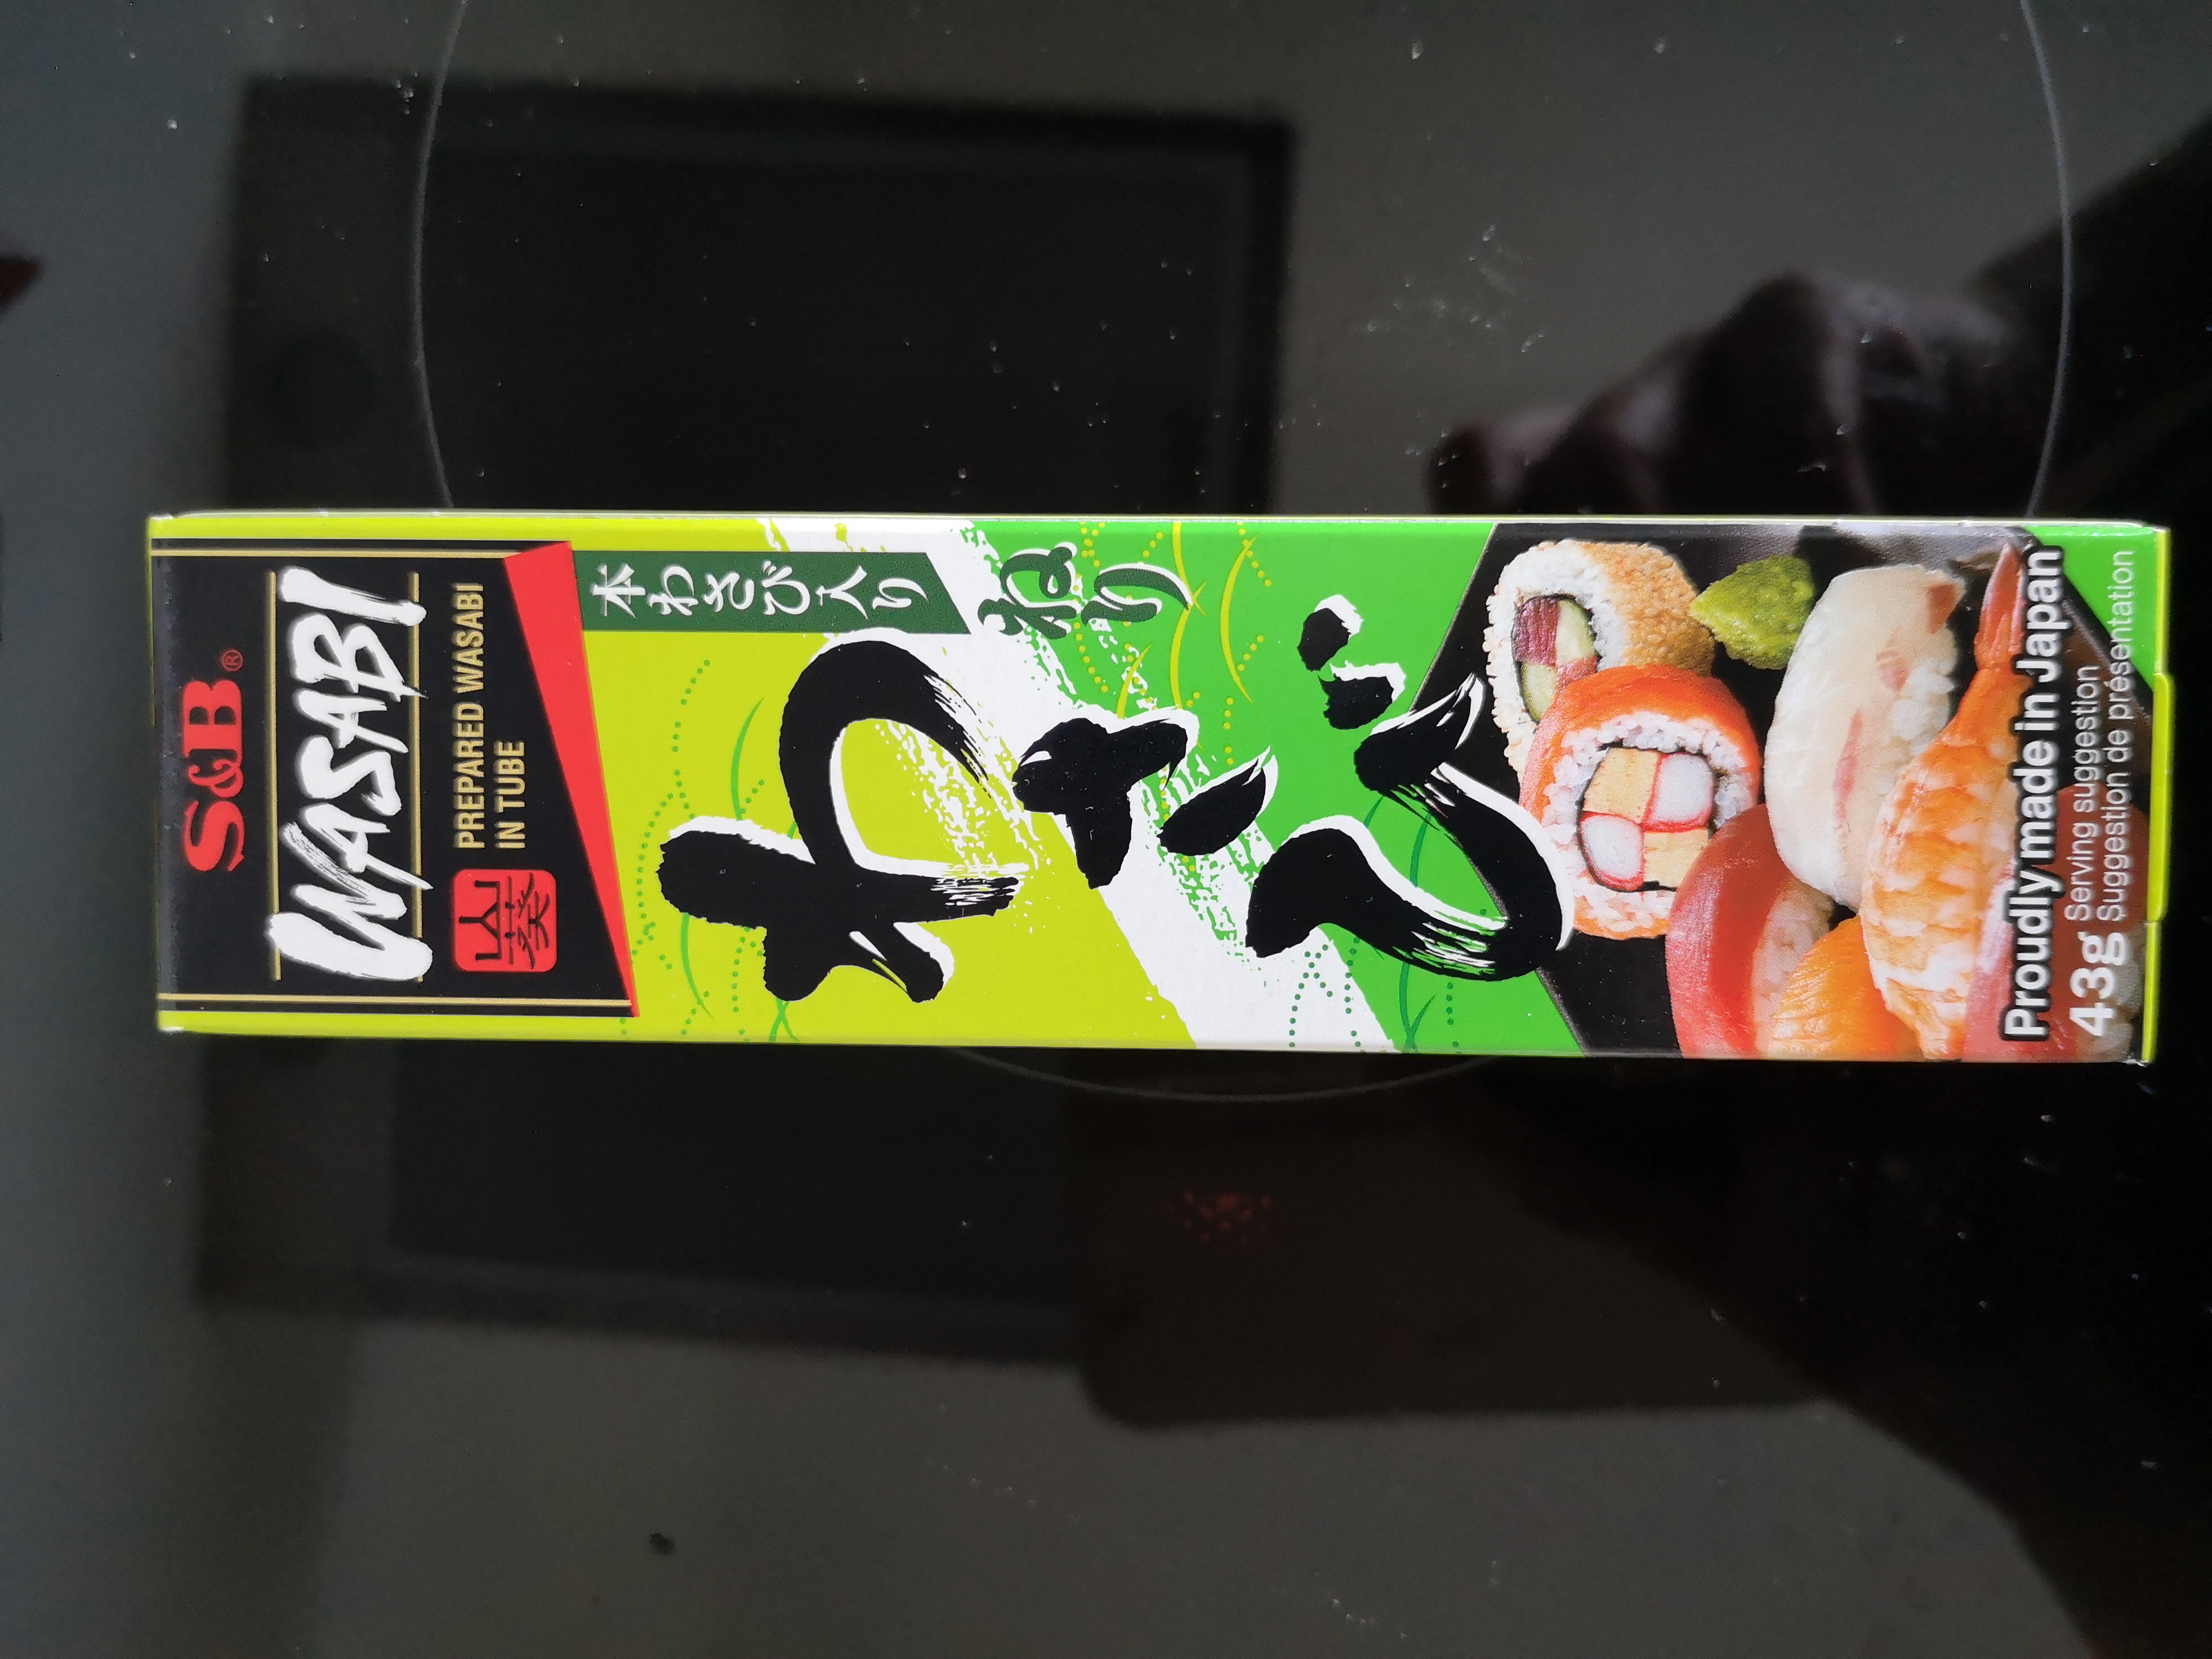 S&B®
WASABI
PREPARED WASABI
IN TUBE
山葵
本わさび入り
ねり
わさび
Proudly made in Japan
43g Serving suggestion
Suggestion de présentation